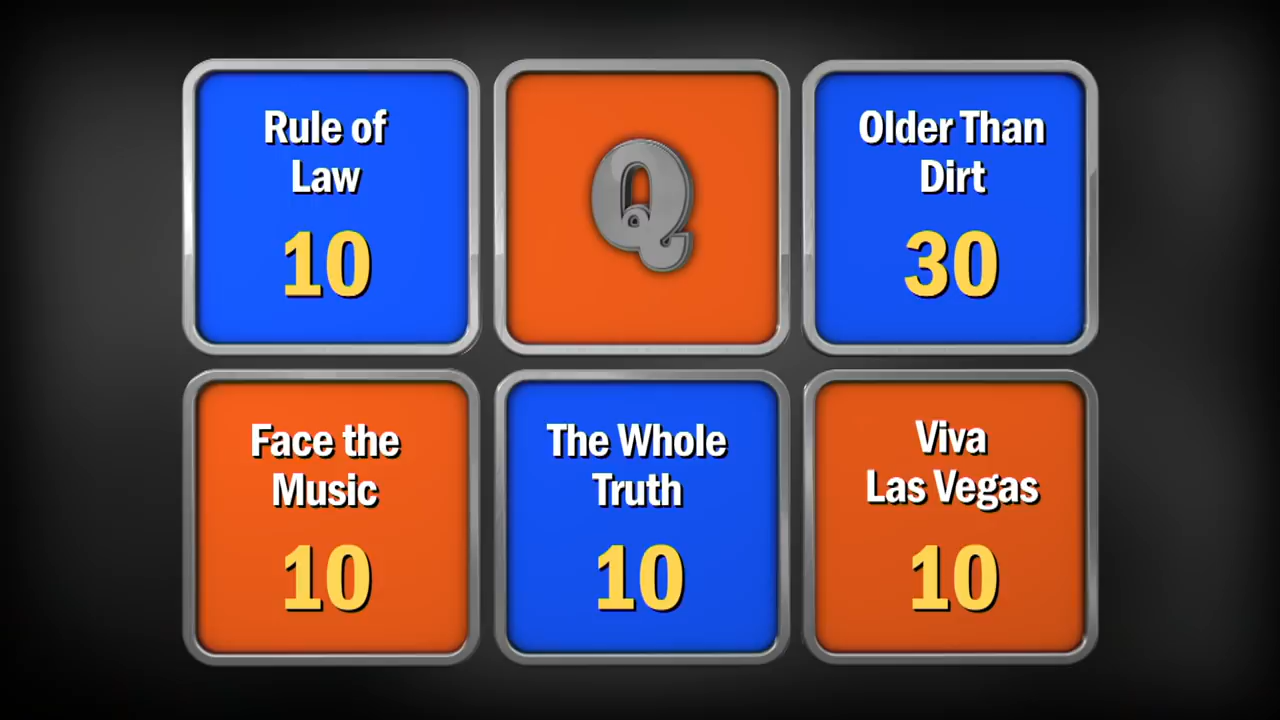 Rule of
Law
10
Q
Older Than
Dirt
30
Face the
Music
10
The Whole
Truth
10
Viva
Las Vegas
10